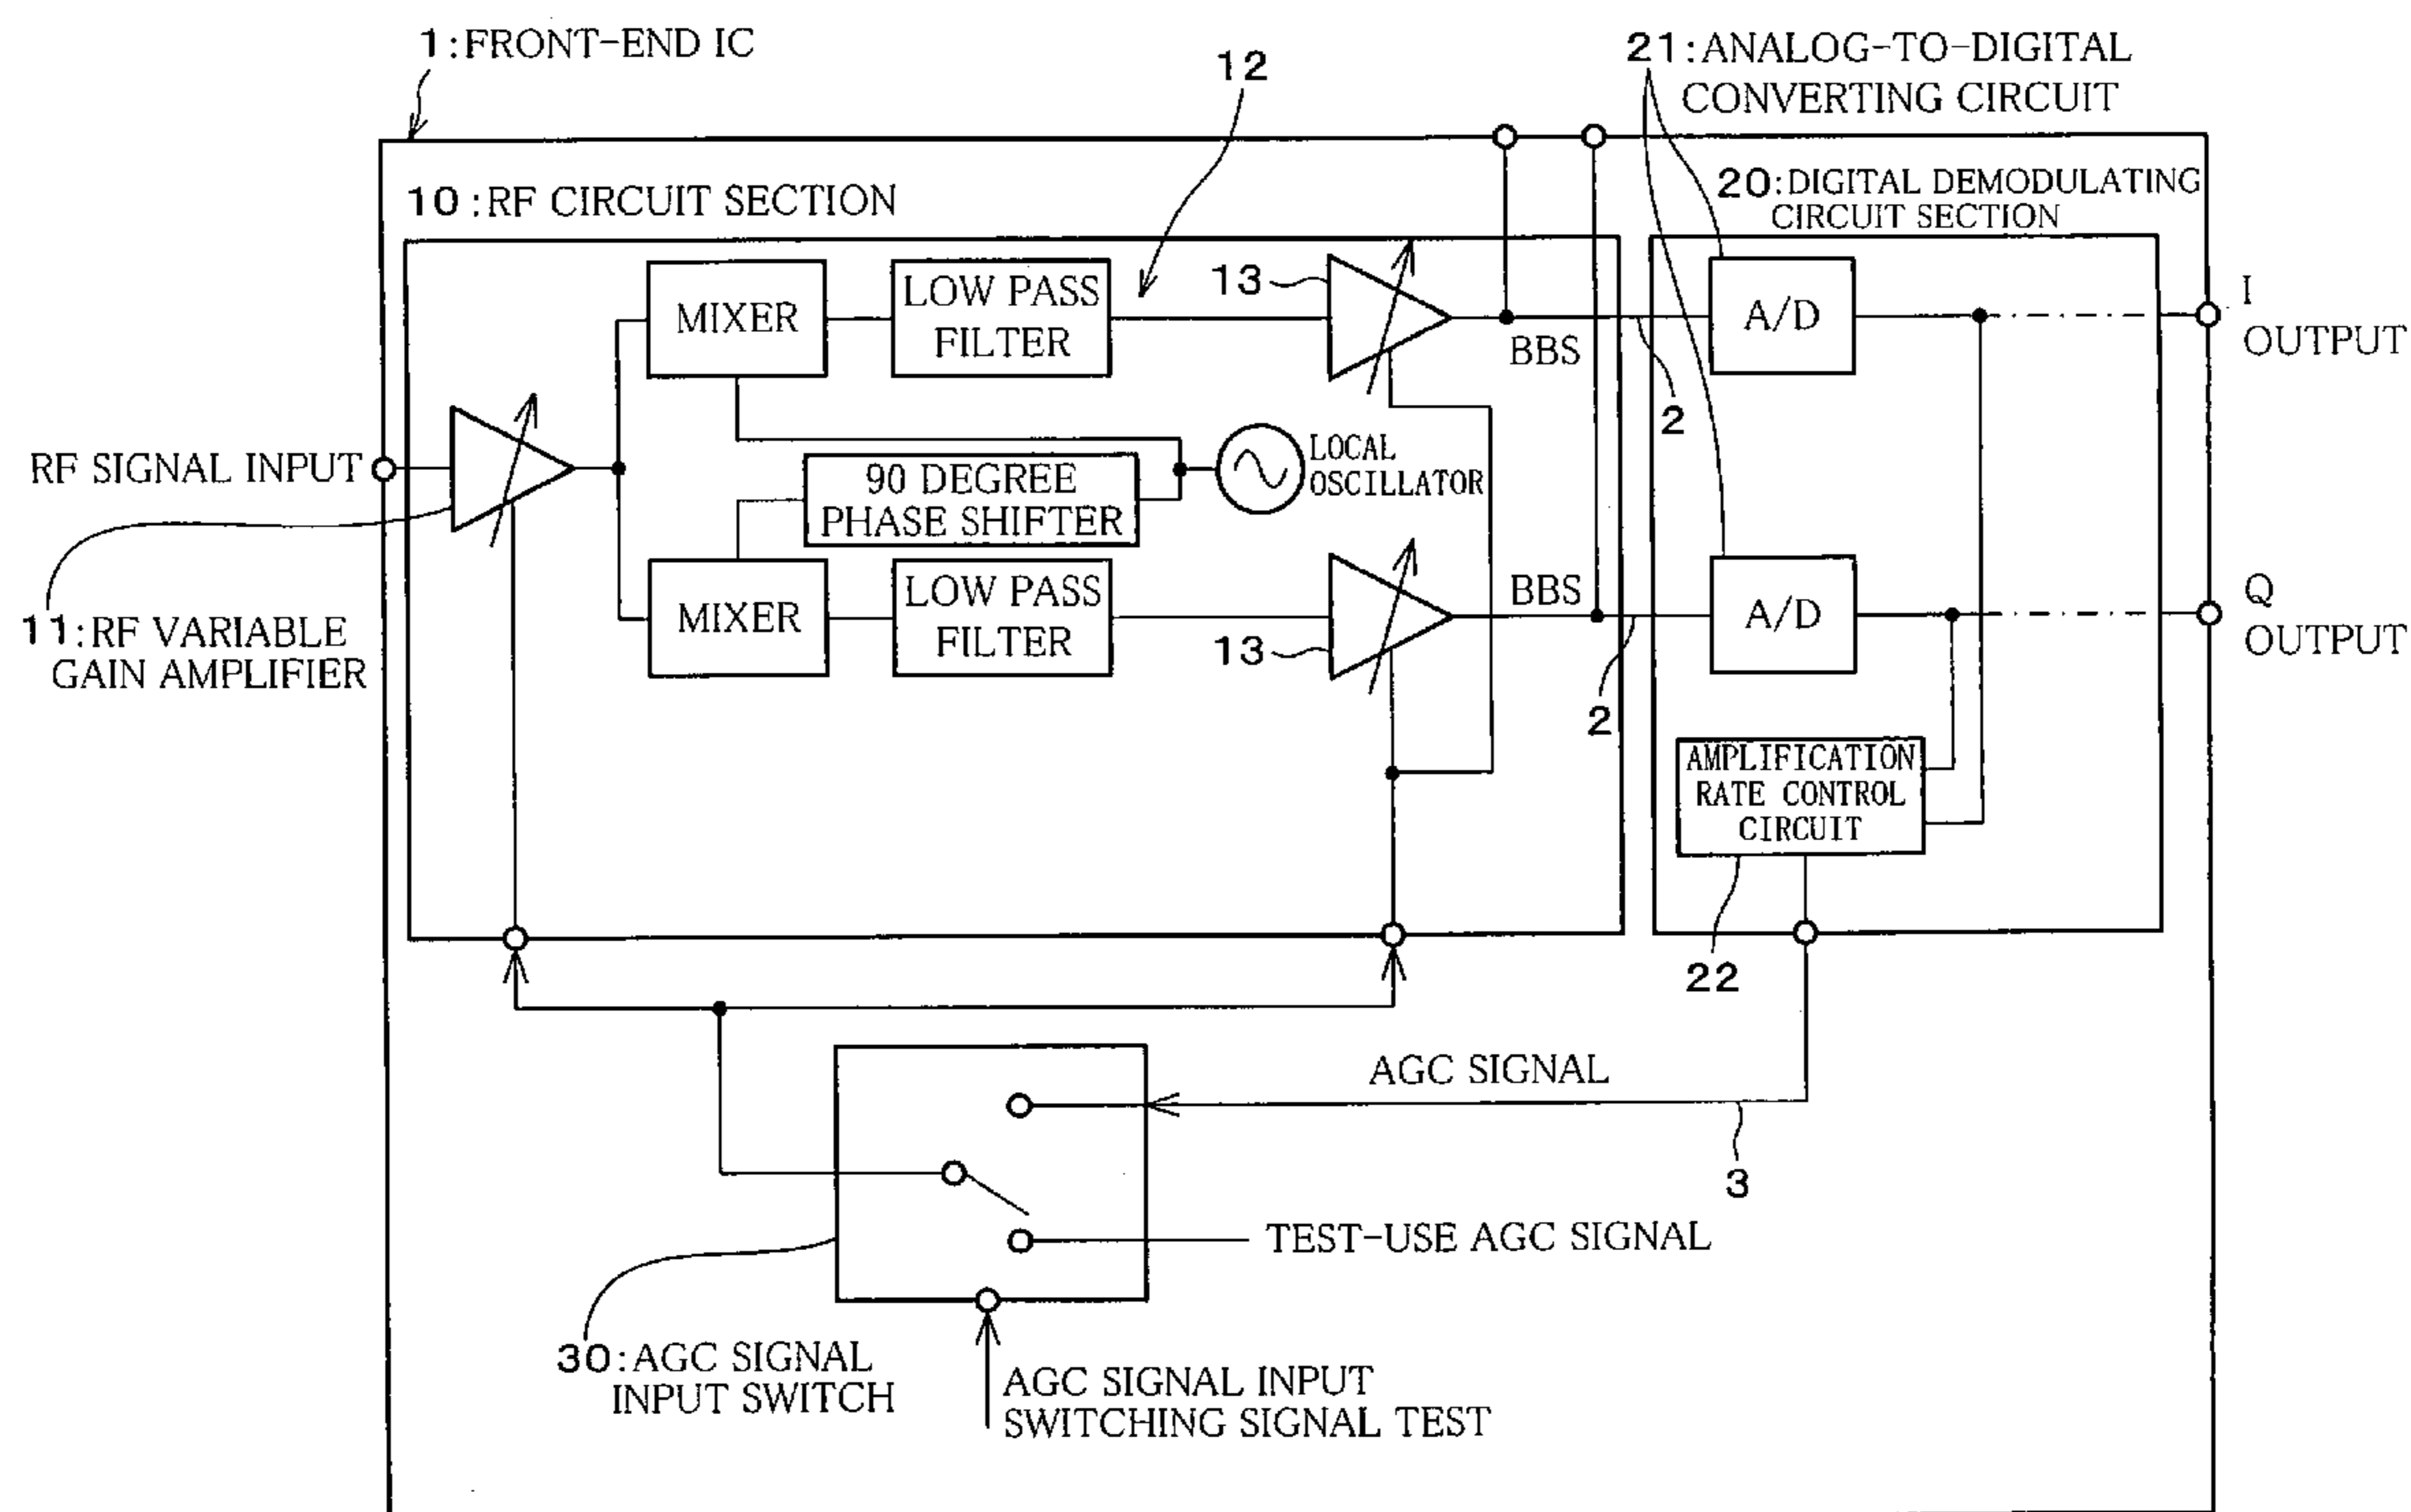 1:FRONT-END IC
12
21:ANALOG-TO-DIGITAL
CONVERTING CIRCUIT
10:RF CIRCUIT SECTION
20:DIGITAL DEMODULATING
CIRCUIT SECTION
MIXER
LOW PASS
FILTER
13
BBS
2
A/D
I
OUTPUT
RF SIGNAL INPUT
90 DEGREE
PHASE SHIFTER
LOCAL
OSCILLATOR
11:RF VARIABLE
GAIN AMPLIFIER
MIXER
LOW PASS
FILTER
13
BBS
2
A/D
Q
OUTPUT
AMPLIFICATION
RATE CONTROL
CIRCUIT
22
AGC SIGNAL
3
TEST-USE AGC SIGNAL
30:AGC SIGNAL
INPUT SWITCH
AGC SIGNAL INPUT
SWITCHING SIGNAL TEST